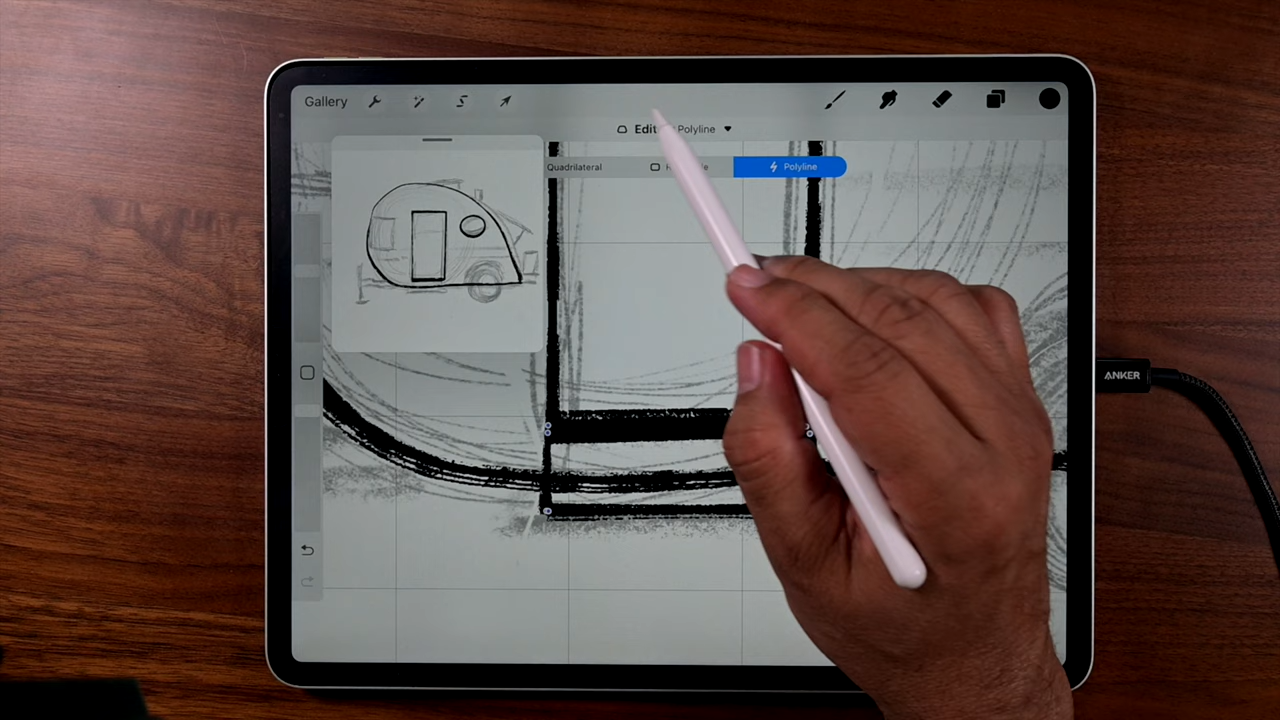 Gallery
Edit Polyline
Quadrilateral
Polyline
ANKER